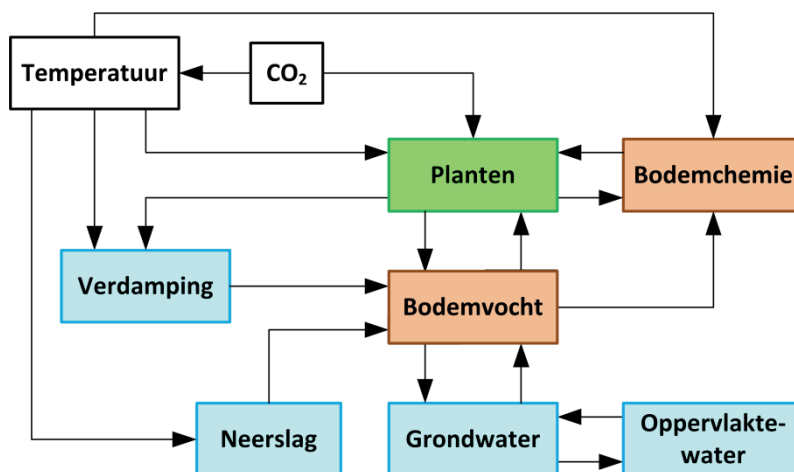 Temperatuur
CO₂
Planten
Bodemchemie
Verdamping
Bodemvocht
Neerslag
Grondwater
Oppervlakte-
water